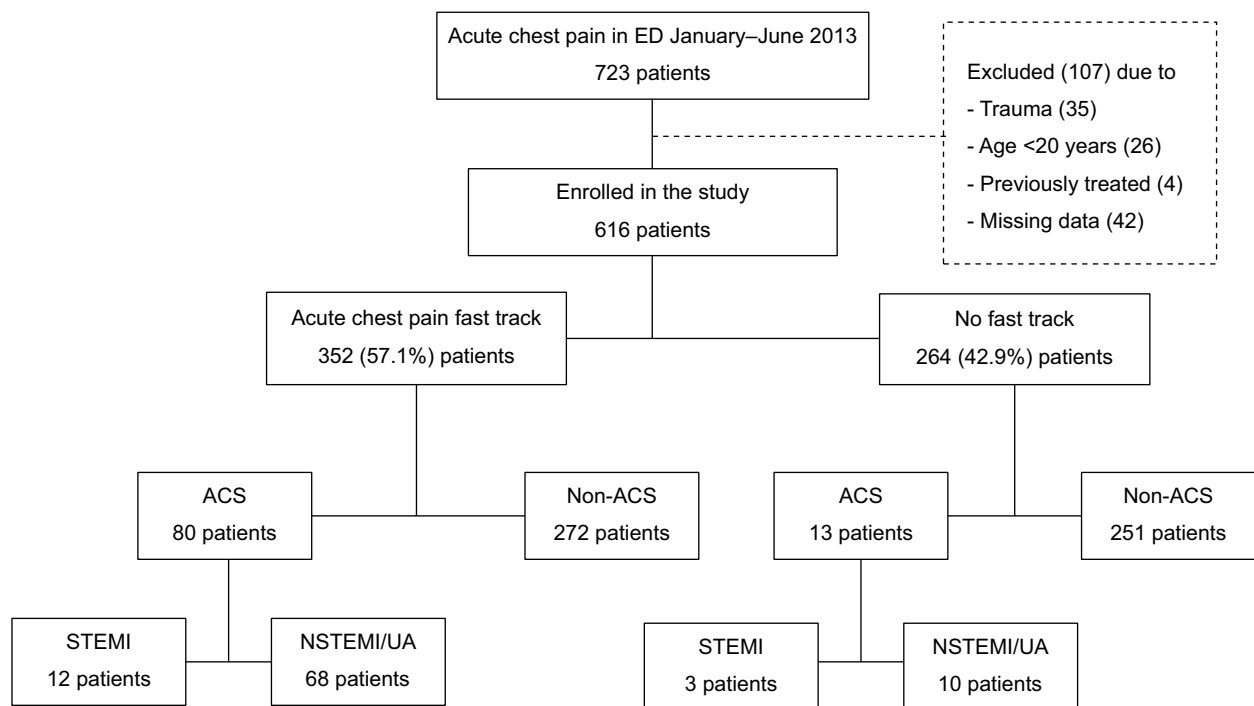 Acute chest pain in ED January–June 2013
723 patients
Excluded (107) due to
- Trauma (35)
- Age <20 years (26)
- Previously treated (4)
- Missing data (42)
Enrolled in the study
616 patients
Acute chest pain fast track
352 (57.1%) patients
No fast track
264 (42.9%) patients
ACS
80 patients
Non-ACS
272 patients
ACS
13 patients
Non-ACS
251 patients
STEMI
12 patients
NSTEMI/UA
68 patients
STEMI
3 patients
NSTEMI/UA
10 patients